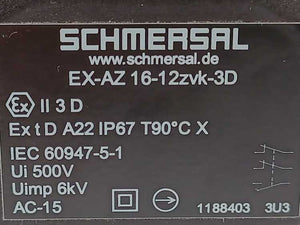 SCHMERSAL
www.schmersal.de
EX-AZ 16-12zvk-3D
Ex II 3 D
Ex t D A22 IP67 T90°C X
IEC 60947-5-1
Ui 500V
Uimp 6kV
AC-15 1188403 3U3